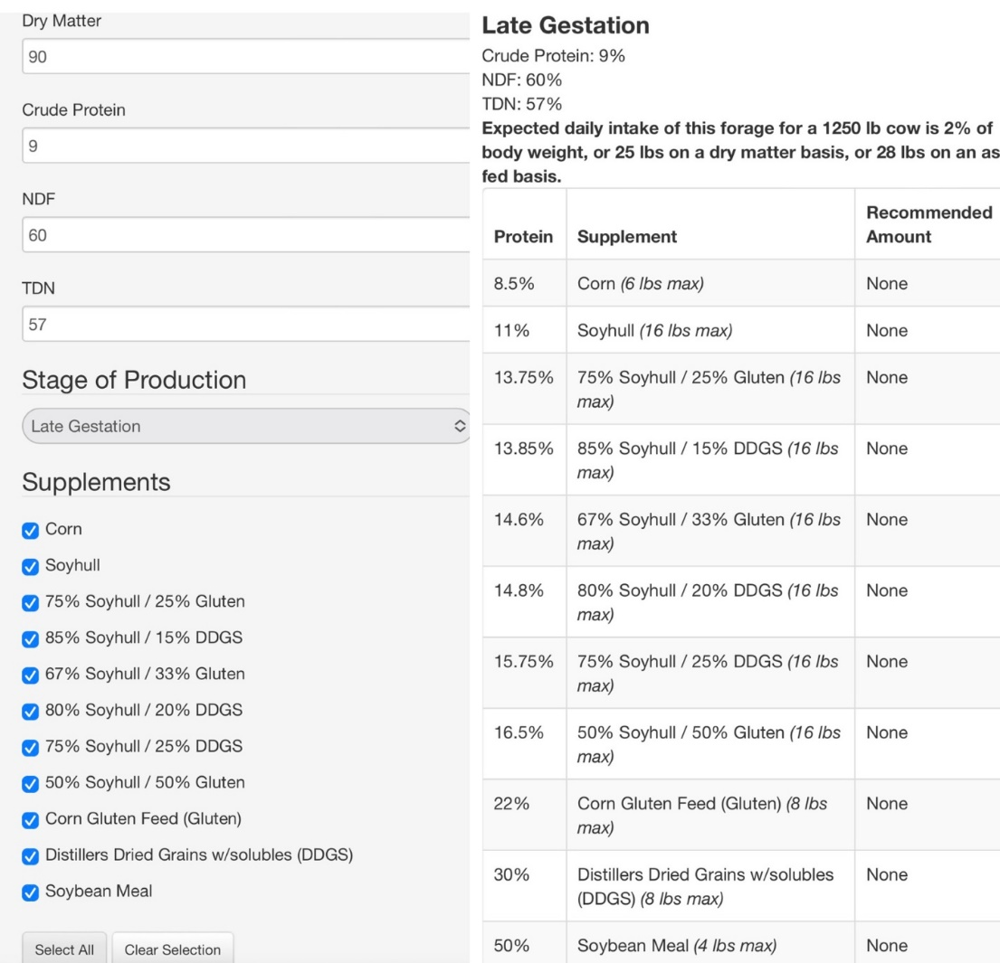 Dry Matter
90
Crude Protein
9
NDF
60
TDN
57
Stage of Production
Late Gestation
Supplements
Corn
Soyhull
75% Soyhull / 25% Gluten
85% Soyhull / 15% DDGS
67% Soyhull / 33% Gluten
80% Soyhull / 20% DDGS
75% Soyhull / 25% DDGS
50% Soyhull / 50% Gluten
Corn Gluten Feed (Gluten)
Distillers Dried Grains w/solubles (DDGS)
Soybean Meal
Select All Clear Selection
Late Gestation
Crude Protein: 9%
NDF: 60%
TDN: 57%
Expected daily intake of this forage for a 1250 lb cow is 2% of
body weight, or 25 lbs on a dry matter basis, or 28 lbs on an as
fed basis.
Protein Supplement Recommended
Amount
8.5% Corn (6 lbs max) None
11% Soyhull (16 lbs max) None
13.75% 75% Soyhull / 25% Gluten (16 lbs None
max)
13.85% 85% Soyhull / 15% DDGS (16 lbs None
max)
14.6% 67% Soyhull / 33% Gluten (16 lbs None
max)
14.8% 80% Soyhull / 20% DDGS (16 lbs None
max)
15.75% 75% Soyhull / 25% DDGS (16 lbs None
max)
16.5% 50% Soyhull / 50% Gluten (16 lbs None
max)
22% Corn Gluten Feed (Gluten) (8 lbs None
max)
30% Distillers Dried Grains w/solubles None
(DDGS) (8 lbs max)
50% Soybean Meal (4 lbs max) None